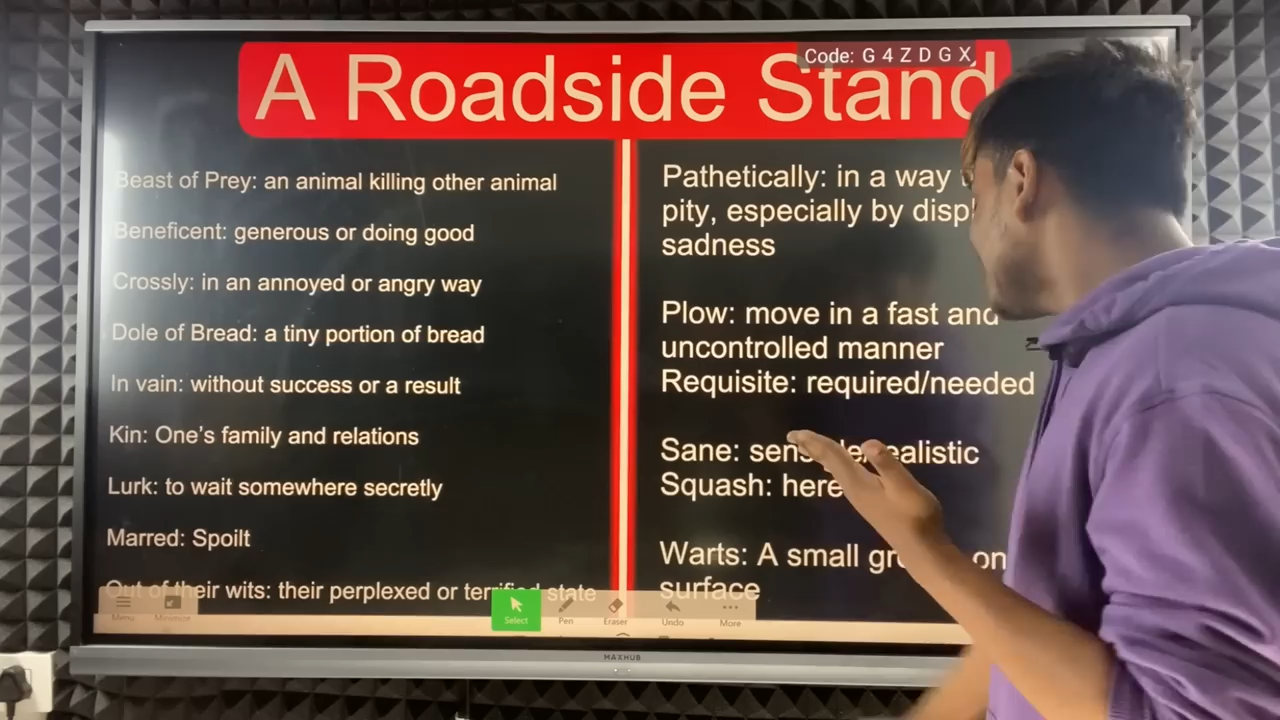 A Roadside Stand
Code: G 4 Z D G X
Beast of Prey: an animal killing other animal
Beneficent: generous or doing good
Crossly: in an annoyed or angry way
Dole of Bread: a tiny portion of bread
In vain: without success or a result
Kin: One's family and relations
Lurk: to wait somewhere secretly
Marred: Spoilt
Out of their wits: their perplexed or terrified state
Pathetically: in a way
pity, especially by
sadness
Plow: move in a fast and
uncontrolled manner
Requisite: required/needed
Sane: realistic
Squash: here
Warts: A small on
surface
Menu
Minimize
Select
Pen
Eraser
Undo
More
MAXHUB